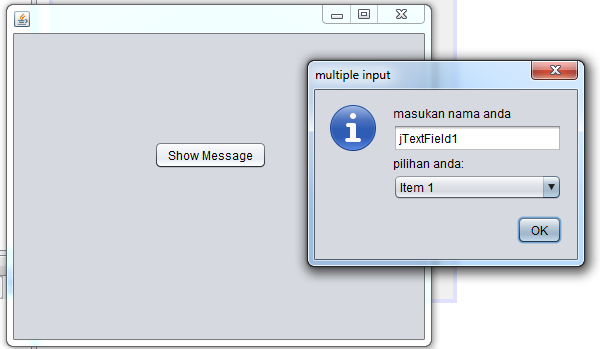 multiple input
masukan nama anda
jTextField1
Show Message
pilihan anda:
Item 1
OK